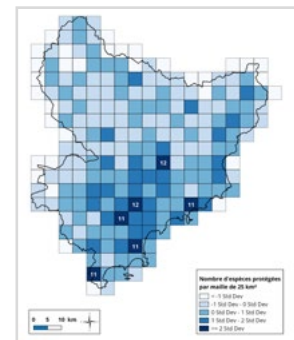 12
12
11
11
11
11
Nombre d'espèces protégées
par maille de 25 km²
< -1 Std Dev
-1 Std Dev - 0 Std Dev
0 Std Dev - 1 Std Dev
1 Std Dev - 2 Std Dev
>= 2 Std Dev
0 5 10 km